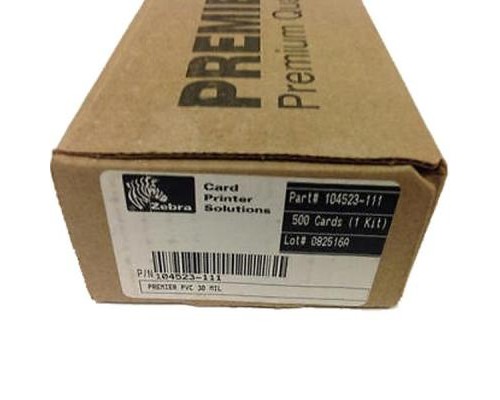 PREMIE
Premium Qu
Zebra
Card
Printer
Solutions
Part# 104523-111
500 Cards (1 Kit)
Lot# 082516A
P/N 104523-111
PREMIER PVC 30 MIL